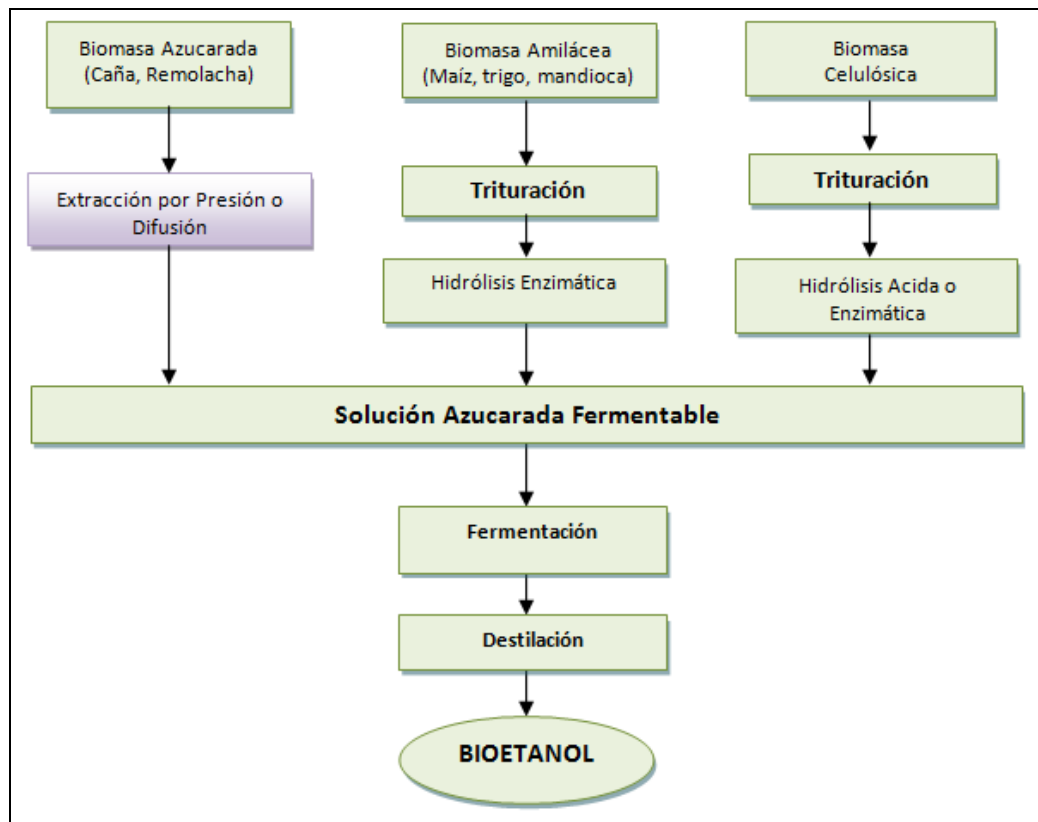 Biomasa Azucarada
(Caña, Remolacha)
Biomasa Amilácea
(Maíz, trigo, mandioca)
Biomasa
Celulósica
Extracción por Presión o
Difusión
Trituración
Trituración
Hidrólisis Enzimática
Hidrólisis Acida o
Enzimática
Solución Azucarada Fermentable
Fermentación
Destilación
BIOETANOL